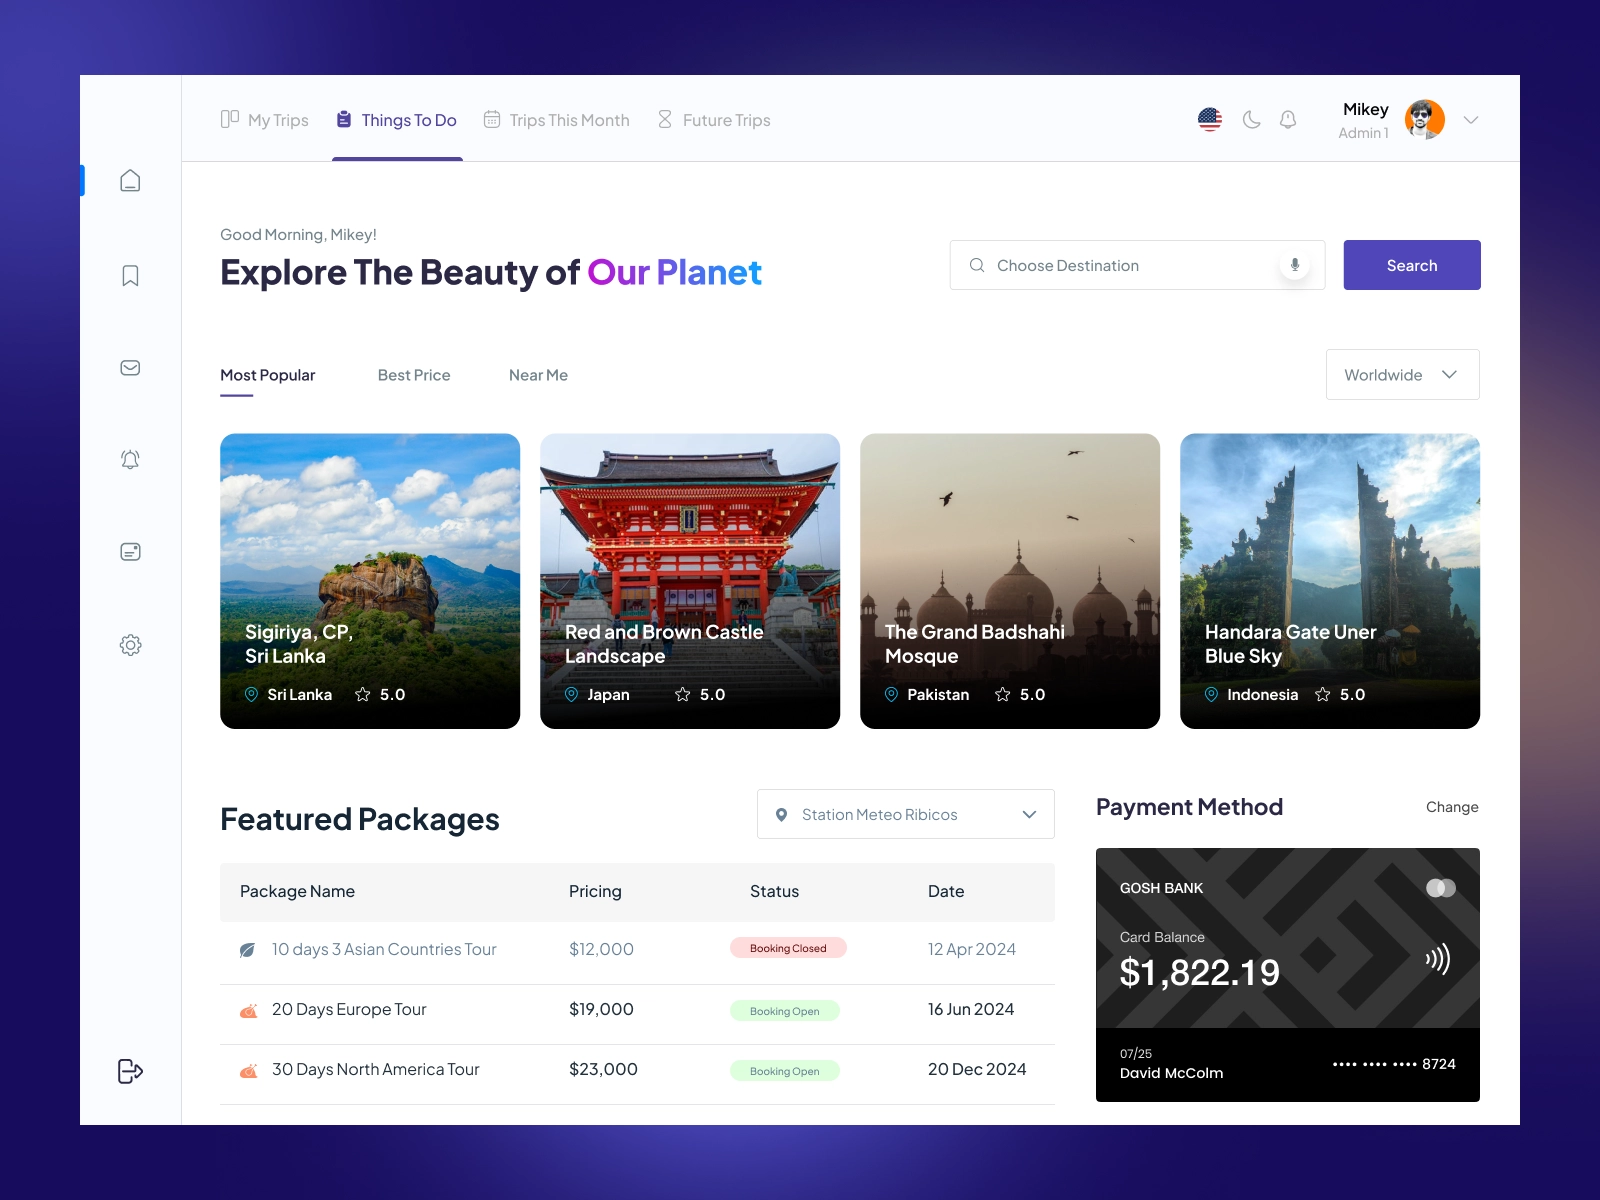 My Trips
Things To Do
Trips This Month
Future Trips
Mikey
Admin 1
Good Morning, Mikey!
Explore The Beauty of Our Planet
Choose Destination
Search
Most Popular
Best Price
Near Me
Worldwide
Sigiriya, CP,
Sri Lanka
Sri Lanka
5.0
Red and Brown Castle
Landscape
Japan
5.0
The Grand Badshahi
Mosque
Pakistan
5.0
Handara Gate Uner
Blue Sky
Indonesia
5.0
Featured Packages
Station Meteo Ribicos
Package Name
Pricing
Status
Date
10 days 3 Asian Countries Tour
$12,000
Booking Closed
12 Apr 2024
20 Days Europe Tour
$19,000
Booking Open
16 Jun 2024
30 Days North America Tour
$23,000
Booking Open
20 Dec 2024
Payment Method
Change
GOSH BANK
Card Balance
$1,822.19
07/25
David McColm
•••• •••• •••• 8724